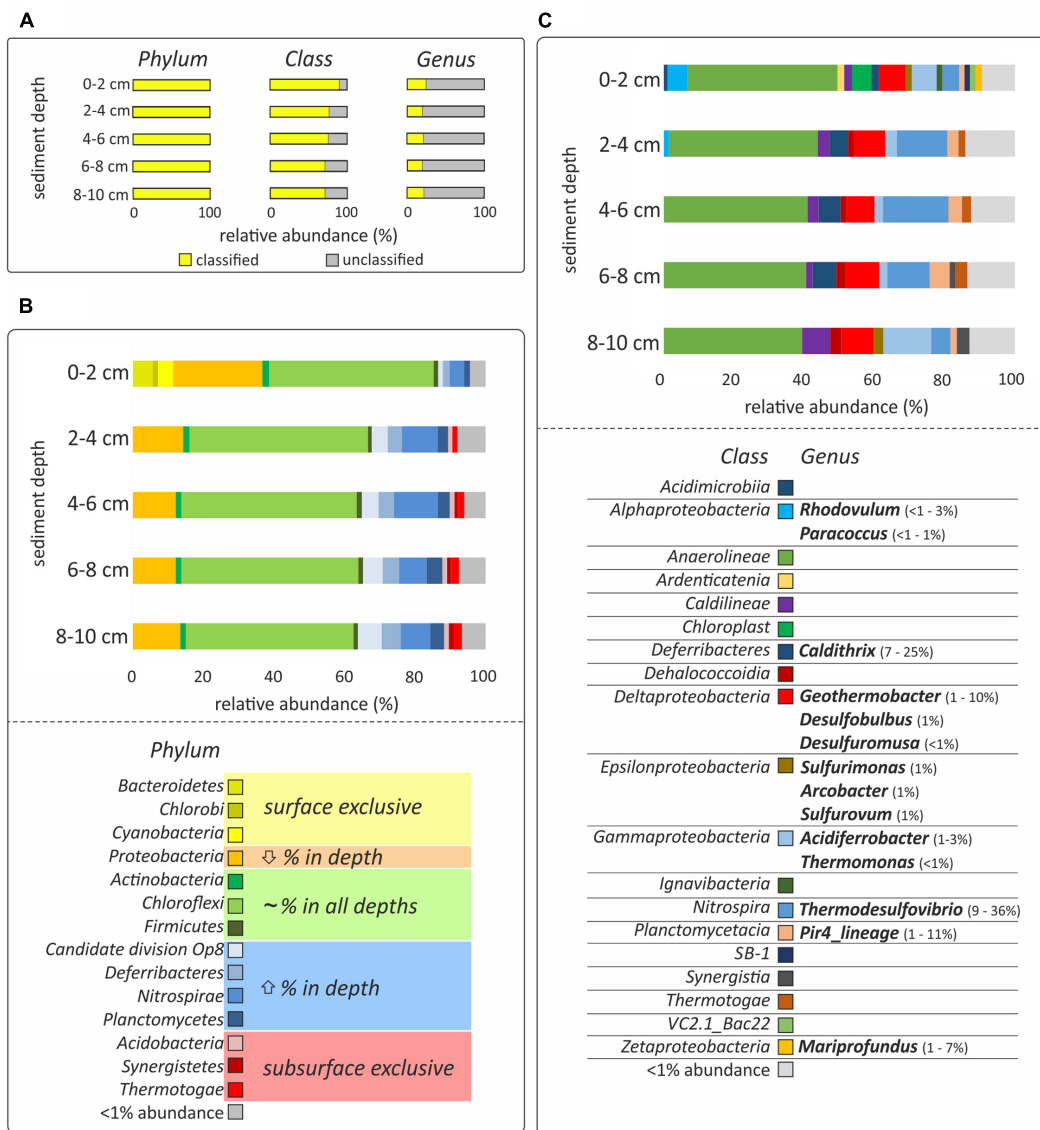 A
Phylum Class Genus
sediment depth
0-2 cm
2-4 cm
4-6 cm
6-8 cm
8-10 cm
0 100 0 100 0 100
relative abundance (%)
classified unclassified
B
sediment depth
0-2 cm
2-4 cm
4-6 cm
6-8 cm
8-10 cm
0 20 40 60 80 100
relative abundance (%)
Phylum
Bacteroidetes
Chlorobi
Cyanobacteria
surface exclusive
Proteobacteria
⇩ % in depth
Actinobacteria
Chloroflexi
Firmicutes
~ % in all depths
Candidate division Op8
Deferribacteres
Nitrospirae
Planctomycetes
⇧ % in depth
Acidobacteria
Synergistetes
Thermotogae
subsurface exclusive
<1% abundance
C
sediment depth
0-2 cm
2-4 cm
4-6 cm
6-8 cm
8-10 cm
0 20 40 60 80 100
relative abundance (%)
Class Genus
Acidimicrobiia
Alphaproteobacteria Rhodovulum (<1 - 3%)
Paracoccus (<1 - 1%)
Anaerolineae
Ardenticatenia
Caldilineae
Chloroplast
Deferribacteres Caldithrix (7 - 25%)
Dehalococcoidia
Deltaproteobacteria Geothermobacter (1 - 10%)
Desulfobulbus (1%)
Desulfuromusa (<1%)
Epsilonproteobacteria Sulfurimonas (1%)
Arcobacter (1%)
Sulfurovum (1%)
Gammaproteobacteria Acidiferrobacter (1-3%)
Thermomonas (<1%)
Ignavibacteria
Nitrospira Thermodesulfovibrio (9 - 36%)
Planctomycetacia Pir4_lineage (1 - 11%)
SB-1
Synergistia
Thermotogae
VC2.1_Bac22
Zetaproteobacteria Mariprofundus (1 - 7%)
<1% abundance